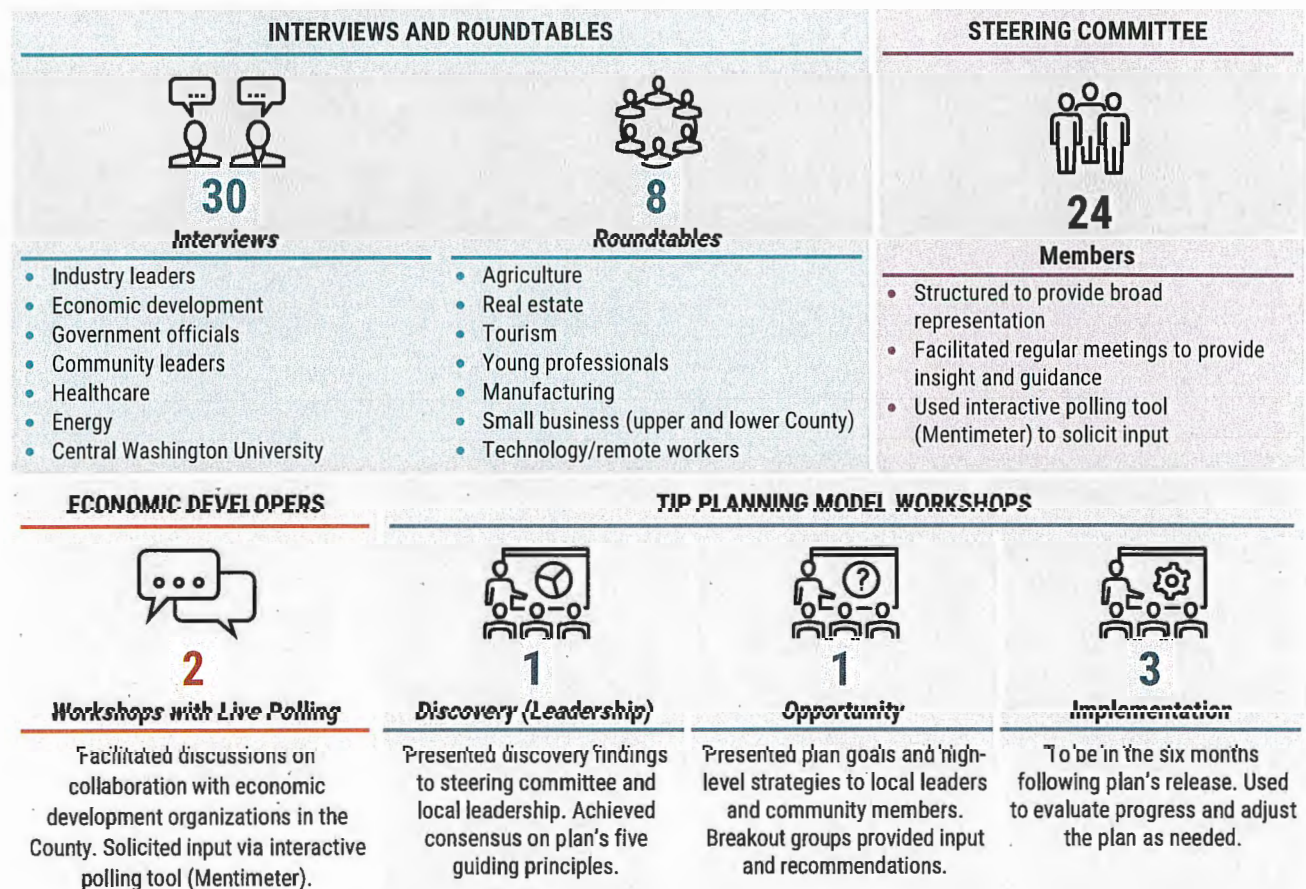 INTERVIEWS AND ROUNDTABLES
30
Interviews
• Industry leaders
• Economic development
• Government officials
• Community leaders
• Healthcare
• Energy
• Central Washington University
8
Roundtables
• Agriculture
• Real estate
• Tourism
• Young professionals
• Manufacturing
• Small business (upper and lower County)
• Technology/remote workers
STEERING COMMITTEE
24
Members
• Structured to provide broad
representation
• Facilitated regular meetings to provide
insight and guidance
• Used interactive polling tool
(Mentimeter) to solicit input
ECONOMIC DEVELOPERS
2
Workshops with Live Polling
Facilitated discussions on
collaboration with economic
development organizations in the
County. Solicited input via interactive
polling tool (Mentimeter).
TIP PLANNING MODEL WORKSHOPS
1
Discovery (Leadership)
Presented discovery findings
to steering committee and
local leadership. Achieved
consensus on plan's five
guiding principles.
1
Opportunity
Presented plan goals and high-
level strategies to local leaders
and community members.
Breakout groups provided input
and recommendations.
3
Implementation
To be in the six months
following plan's release. Used
to evaluate progress and adjust
the plan as needed.